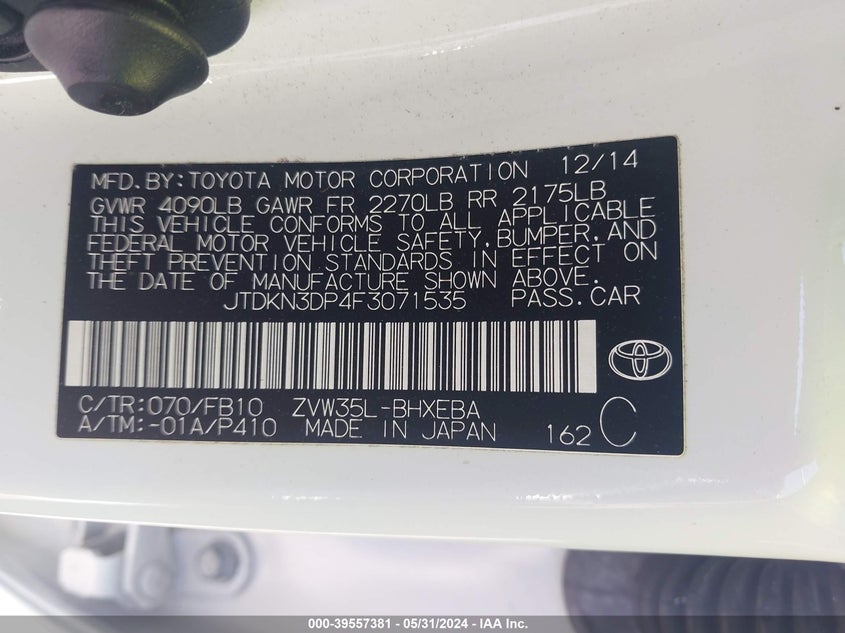 MFD.BY:TOYOTA MOTOR CORPORATION 12/14
GVWR 4090LB GAWR FR 2270LB RR 2175LB
THIS VEHICLE CONFORMS TO ALL APPLICABLE
FEDERAL MOTOR VEHICLE SAFETY,BUMPER,AND
THEFT PREVENTION STANDARDS IN EFFECT ON
THE DATE OF MANUFACTURE SHOWN ABOVE.
JTDKN3DP4F3071535 PASS.CAR
C/TR:070/FB10 ZVW35L-BHXEBA
A/TM:-01A/P410 MADE IN JAPAN 162 C
000-39557381 - 05/31/2024 - IAA Inc.